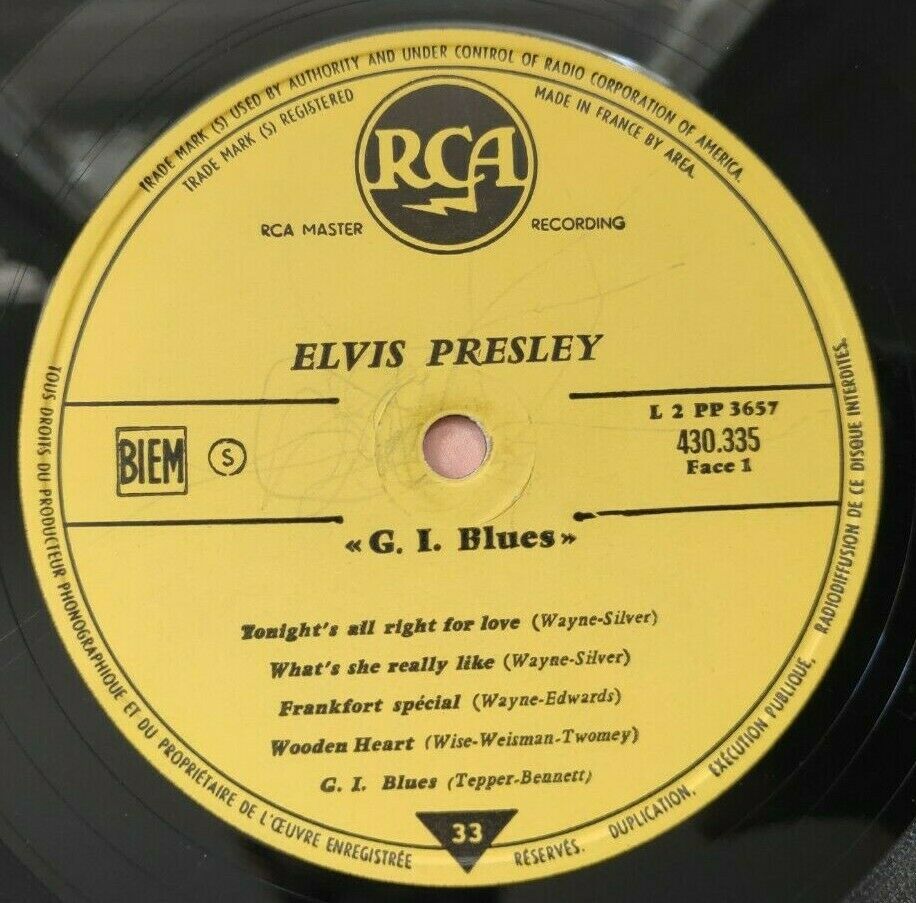 TRADE MARK (S) USED BY AUTHORITY AND UNDER CONTROL OF RADIO CORPORATION OF AMERICA.
TRADE MARK (S) REGISTERED
MADE IN FRANCE BY AREA.
RCA
RCA MASTER RECORDING
ELVIS PRESLEY
L 2 PP 3657
BIEM S 430.335
Face 1
« G. I. Blues »
Tonight's all right for love (Wayne-Silver)
What's she really like (Wayne-Silver)
Frankfort spécial (Wayne-Edwards)
Wooden Heart (Wise-Weisman-Twomey)
G. I. Blues (Tepper-Bennett)
33
TOUS DROITS DU PRODUCTEUR PHONOGRAPHIQUE ET DU PROPRIÉTAIRE DE L'ŒUVRE ENREGISTRÉE RÉSERVÉS. DUPLICATION. EXÉCUTION PUBLIQUE. RADIODIFFUSION DE CE DISQUE INTERDITES.